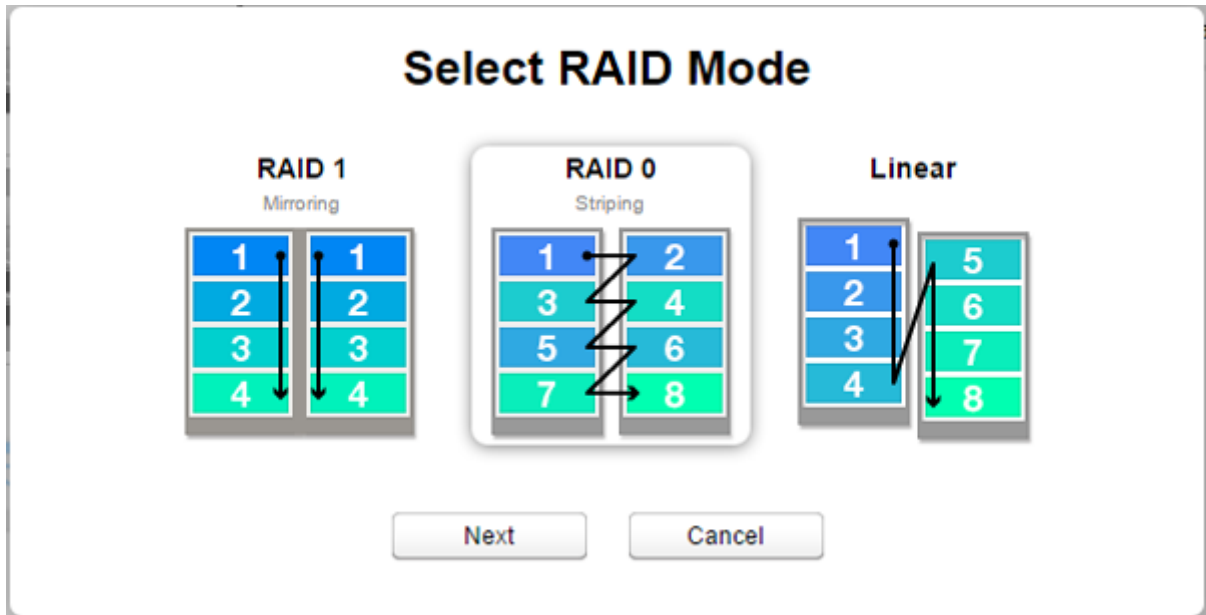 Select RAID Mode
RAID 1
Mirroring
1 1
2 2
3 3
4 4
RAID 0
Striping
1 2
3 4
5 6
7 8
Linear
1 5
2 6
3 7
4 8
Next Cancel